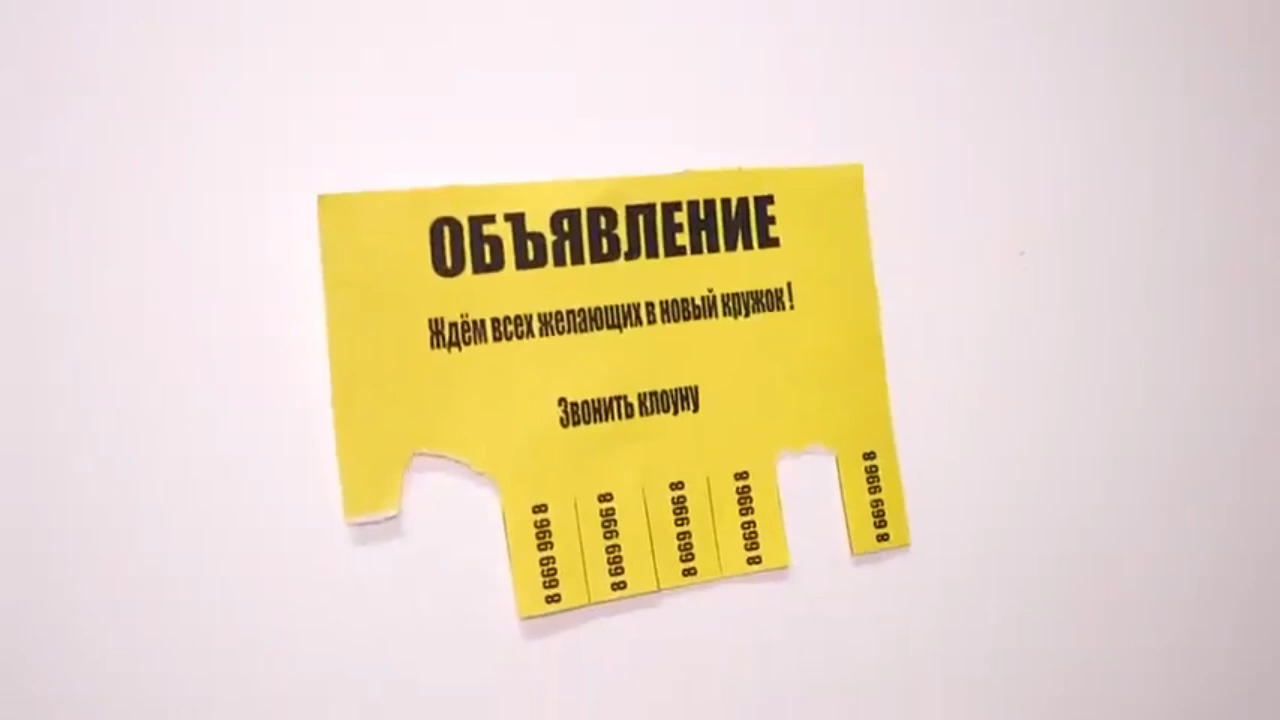 ОБЪЯВЛЕНИЕ
Ждём всех желающих в новый кружок!
Звонить клоуну
8 669 996 8
8 669 996 8
8 669 996 8
8 669 996 8
8 669 996 8